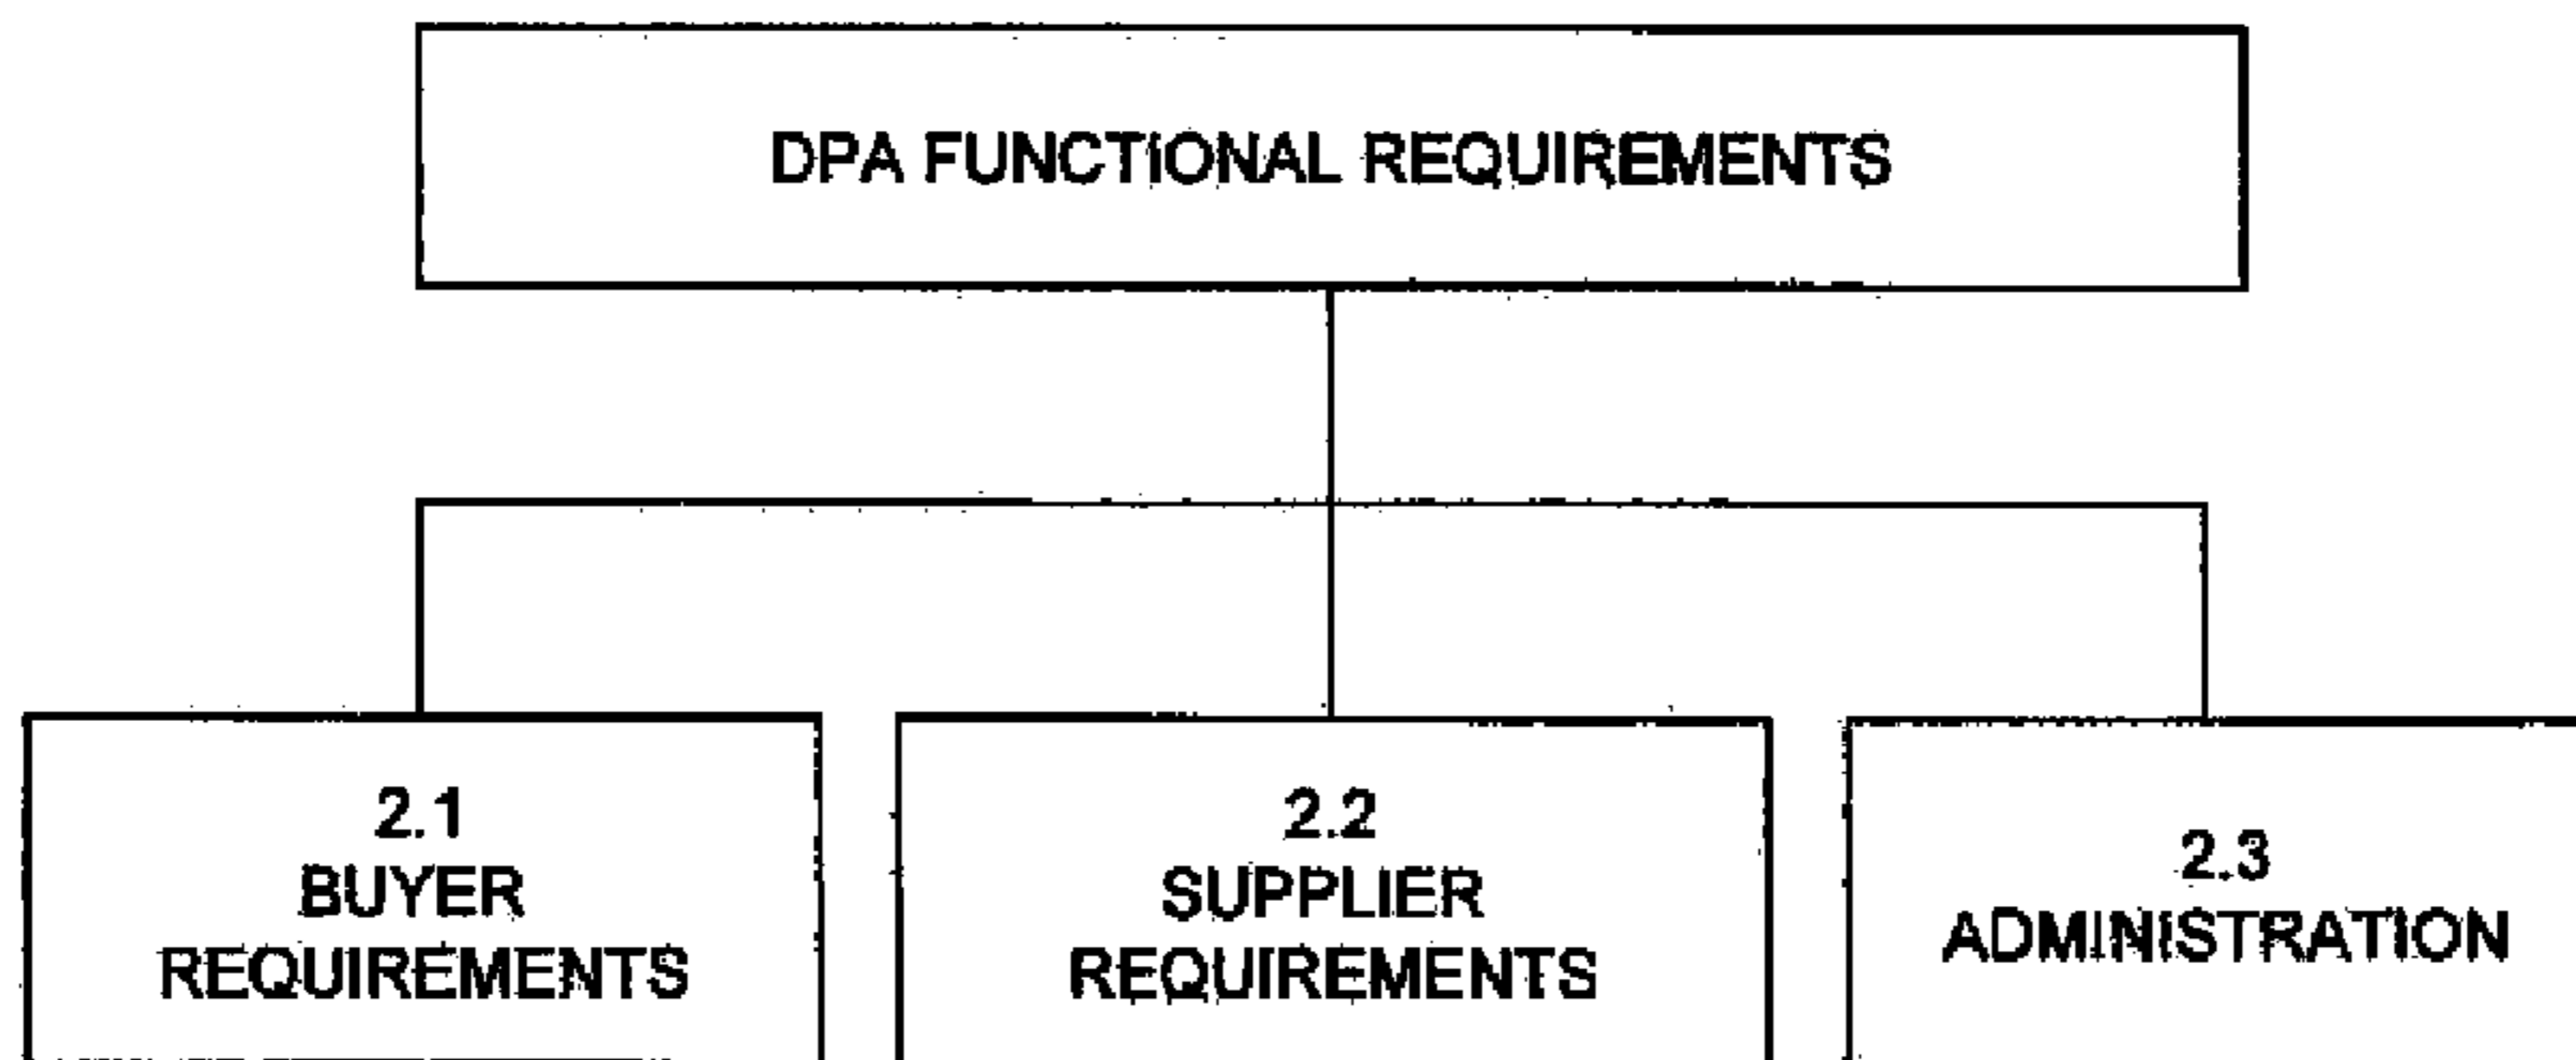 DPA FUNCTIONAL REQUIREMENTS
2.1
BUYER
REQUIREMENTS
2.2
SUPPLIER
REQUIREMENTS
2.3
ADMINISTRATION